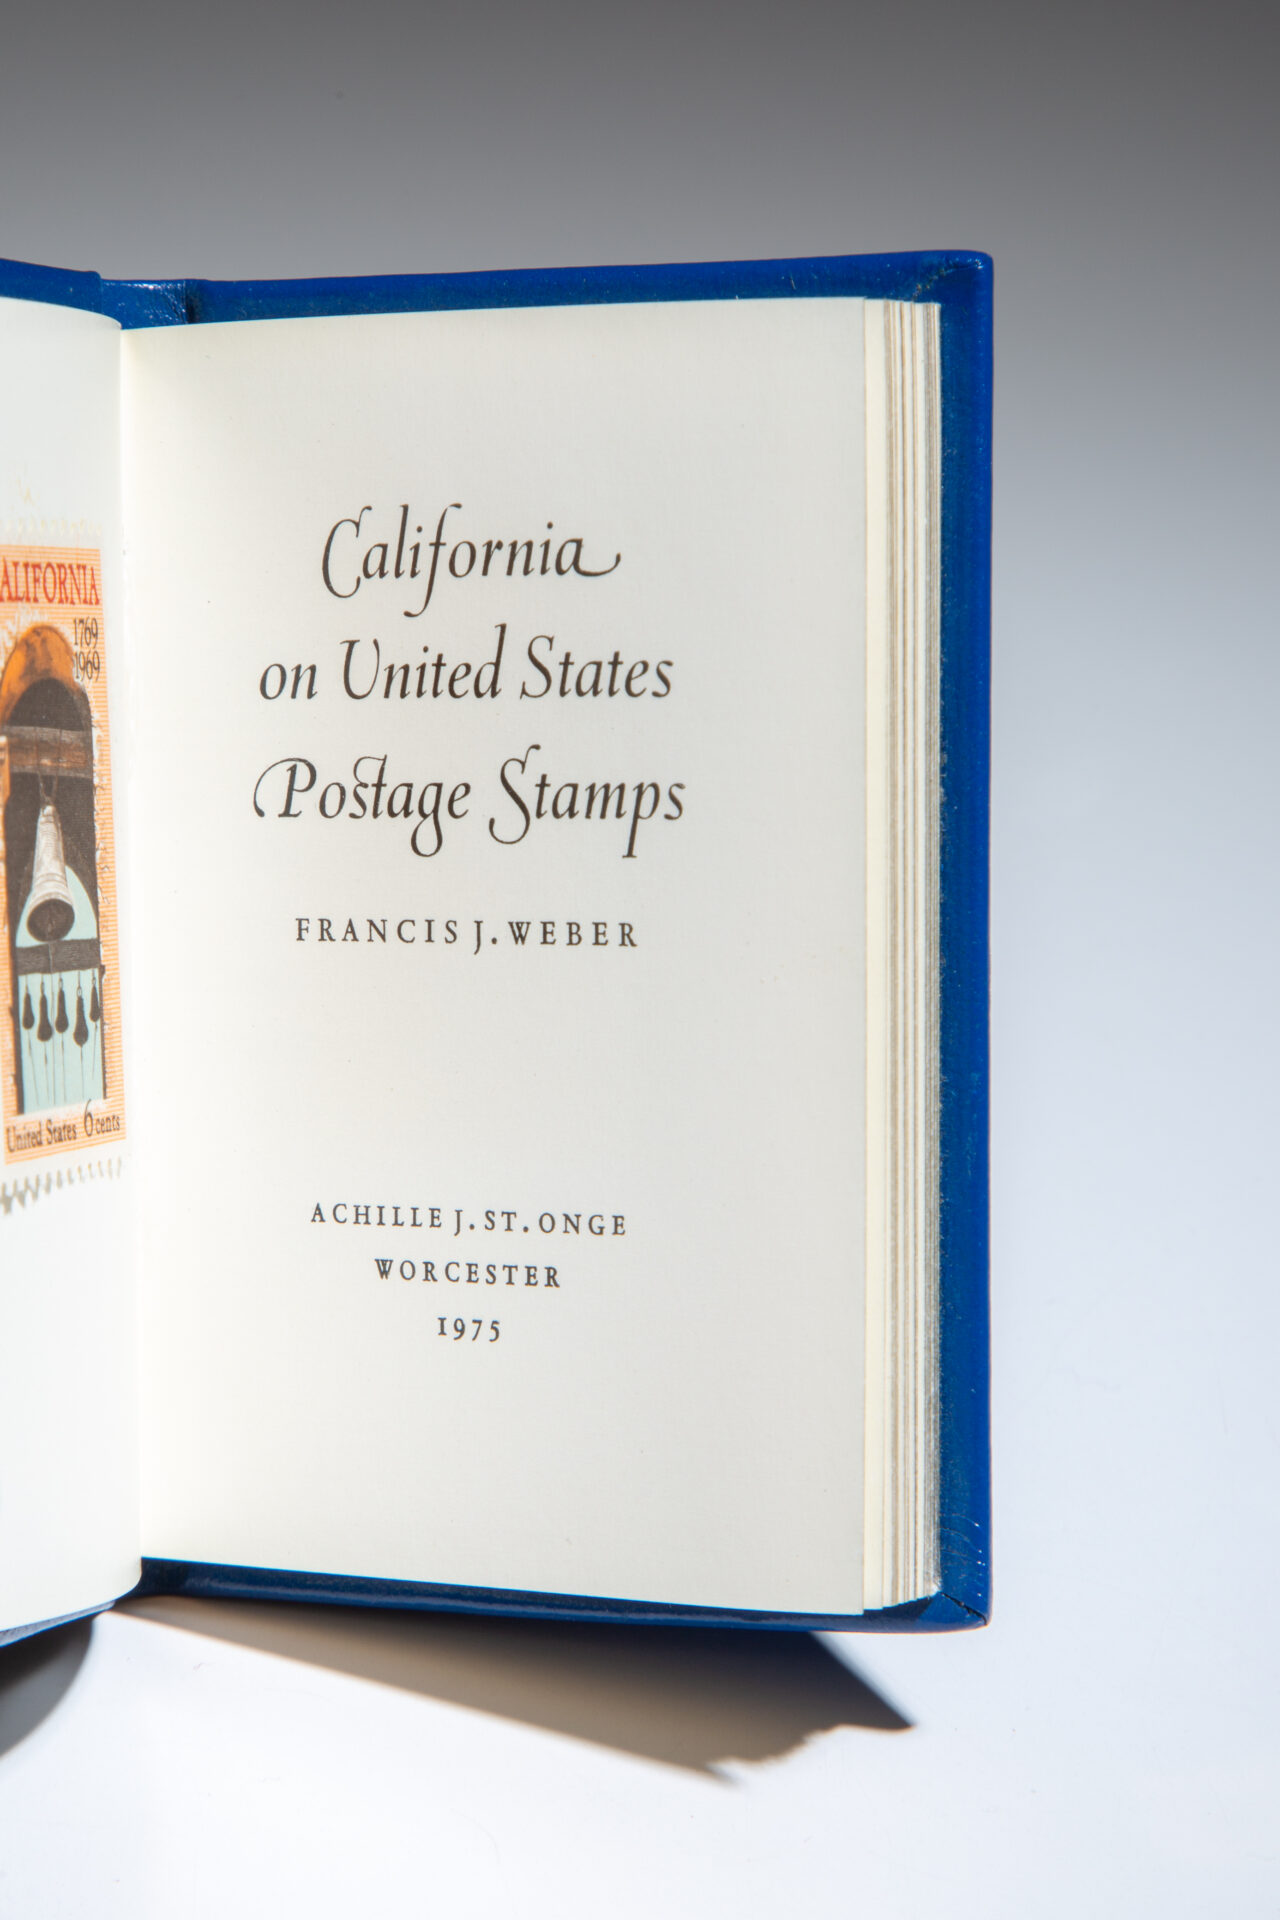 ALIFORNIA
1769
1969
United States 6 cents
California
on United States
Postage Stamps
FRANCIS J. WEBER
ACHILLE J. ST. ONGE
WORCESTER
1975